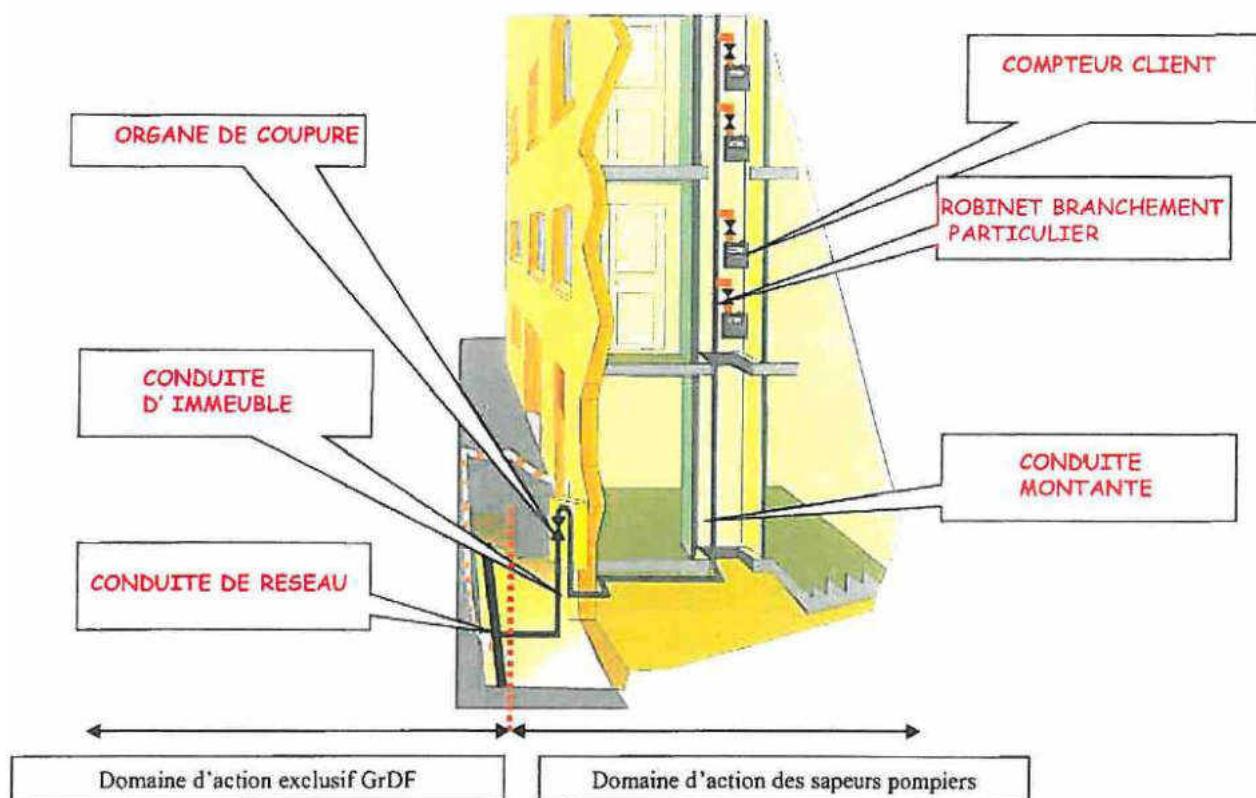 COMPTEUR CLIENT
ORGANE DE COUPURE
ROBINET BRANCHEMENT
PARTICULIER
CONDUITE
D' IMMEUBLE
CONDUITE
MONTANTE
CONDUITE DE RESEAU
Domaine d'action exclusif GrDF
Domaine d'action des sapeurs pompiers